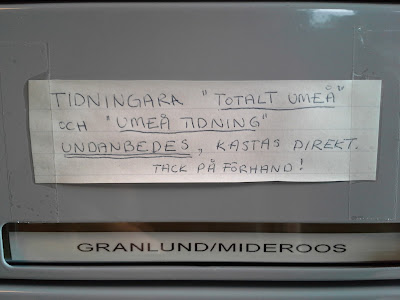 TIDNINGARA "TOTALT UMEÅ"
OCH "UMEÅ TIDNING"
UNDANBEDES, KASTAS DIREKT.
TACK PÅ FÖRHAND!
GRANLUND/MIDEROOS